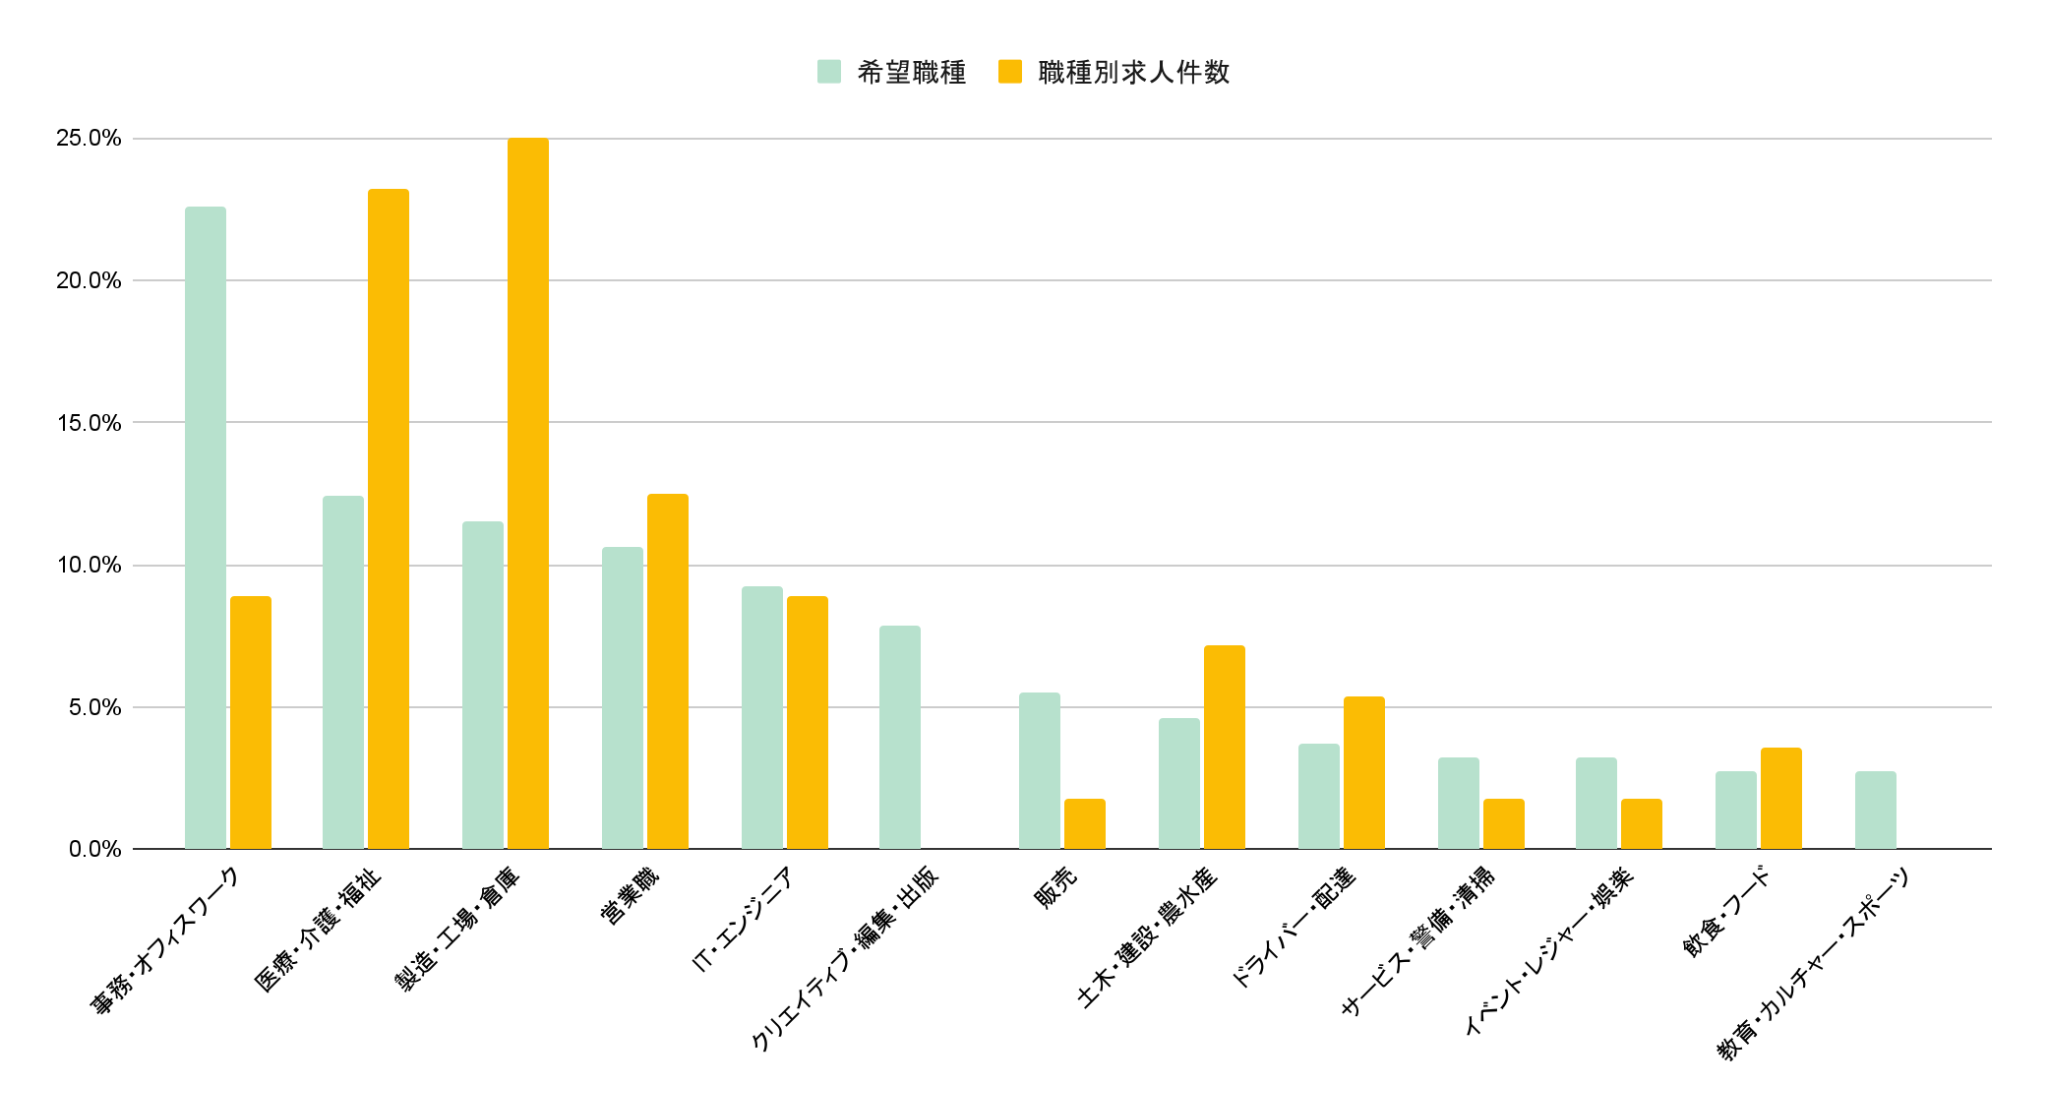 希望職種 職種別求人件数
25.0%
20.0%
15.0%
10.0%
5.0%
0.0%
事務・オフィスワーク
医療・介護・福祉
製造・工場・倉庫
営業職
IT・エンジニア
クリエイティブ・編集・出版
販売
土木・建設・農水産
ドライバー・配達
サービス・警備・清掃
イベント・レジャー・娯楽
飲食・フード
教育・カルチャー・スポーツ